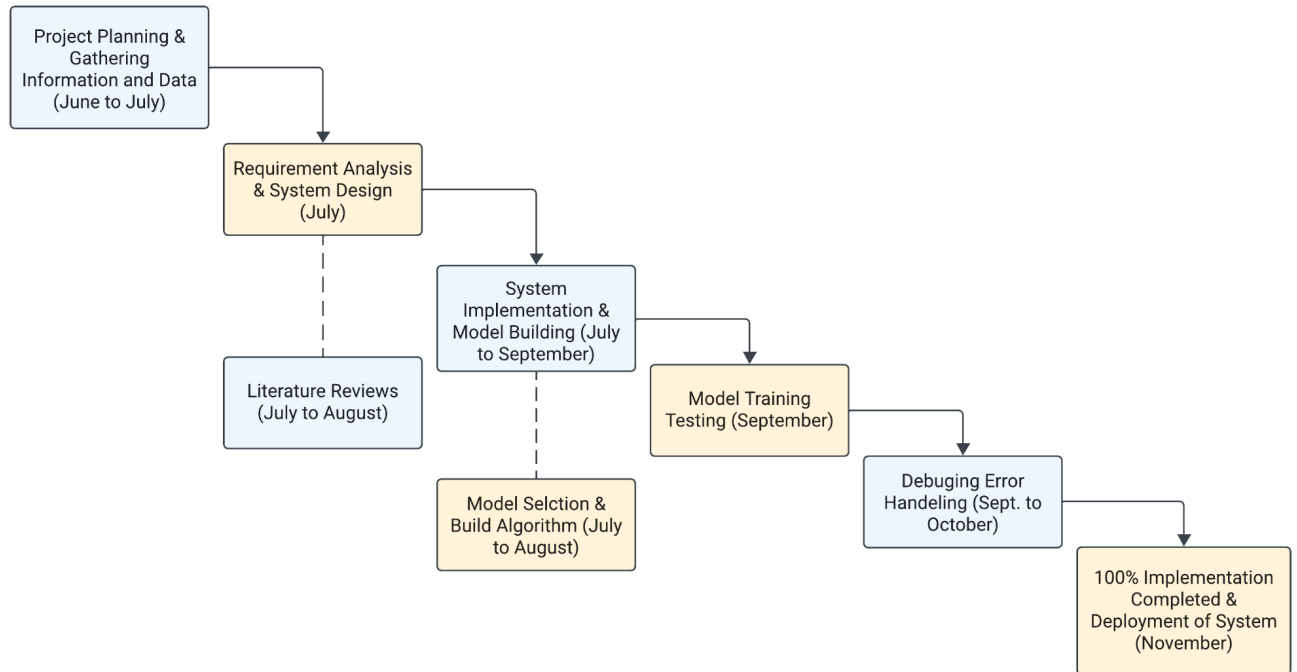 Project Planning &
Gathering
Information and Data
(June to July)
Requirement Analysis
& System Design
(July)
System
Implementation &
Model Building (July
to September)
Literature Reviews
(July to August)
Model Training
Testing (September)
Model Selction &
Build Algorithm (July
to August)
Debuging Error
Handeling (Sept. to
October)
100% Implementation
Completed &
Deployment of System
(November)